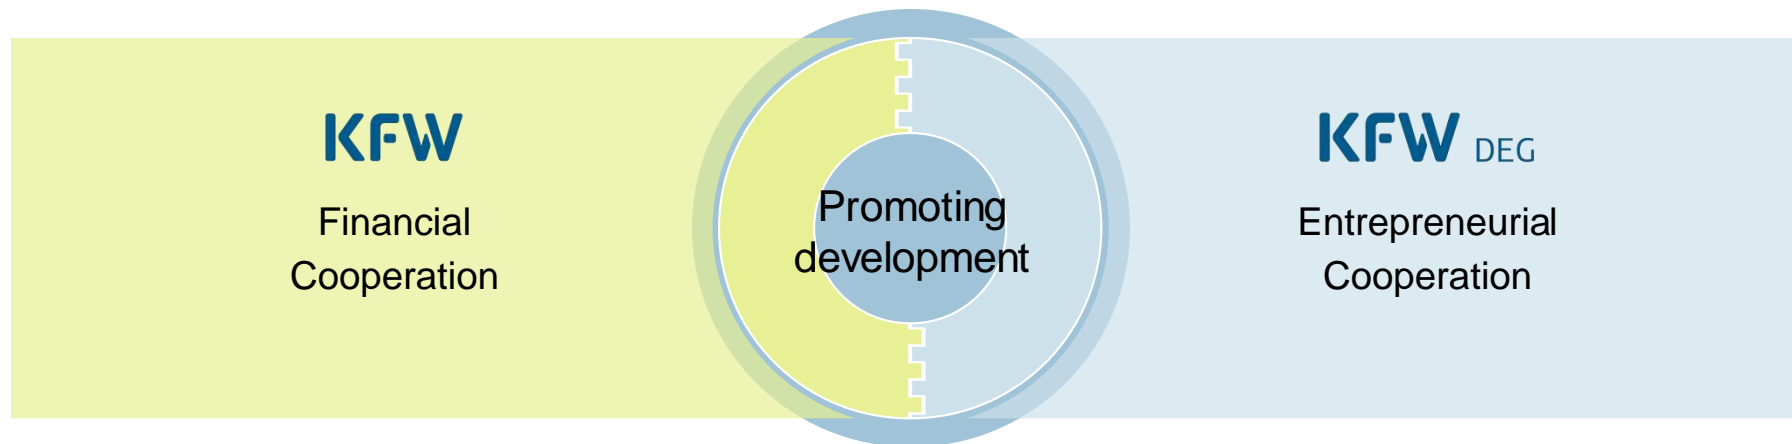 KFW
Financial
Cooperation
Promoting
development
KFW DEG
Entrepreneurial
Cooperation